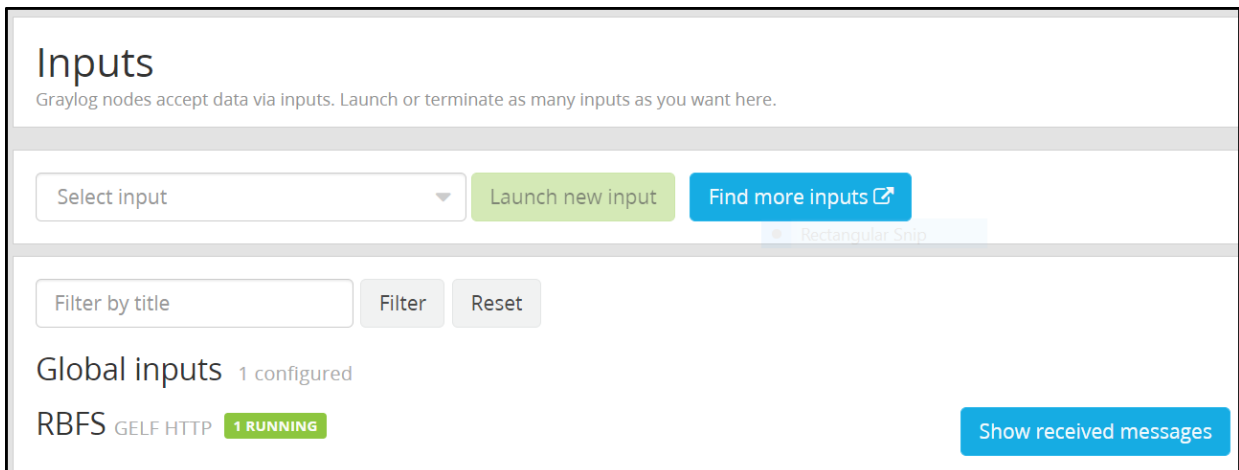 Inputs
Graylog nodes accept data via inputs. Launch or terminate as many inputs as you want here.
Select input Launch new input Find more inputs
Rectangular Snip
Filter by title Filter Reset
Global inputs 1 configured
RBFS GELF HTTP 1 RUNNING Show received messages